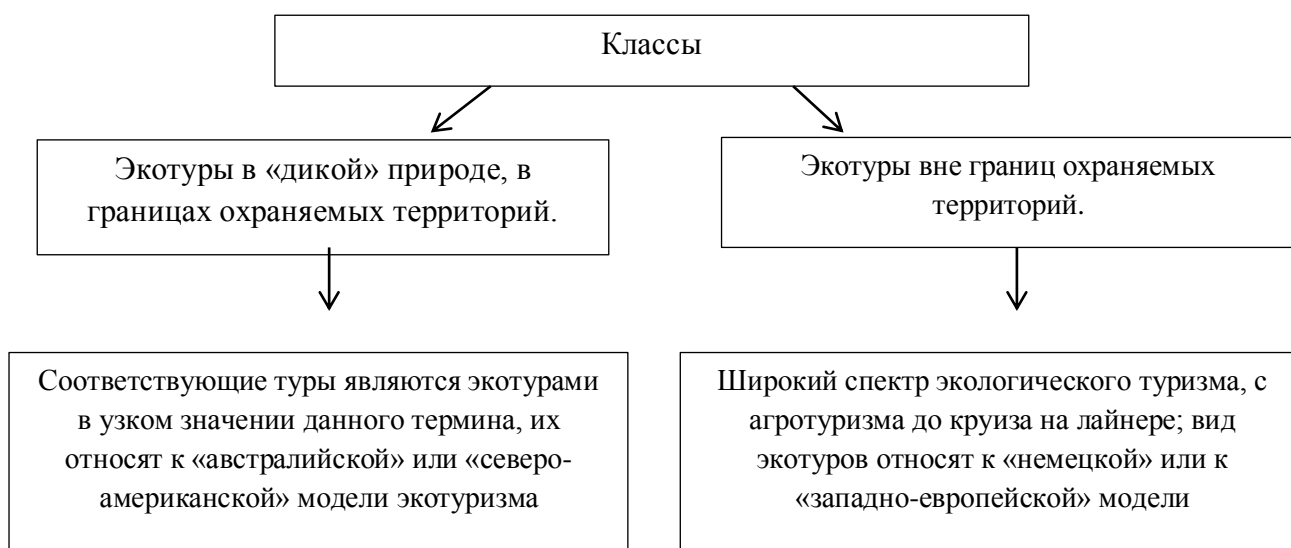 Классы
Экотуры в «дикой» природе, в
границах охраняемых территорий.
Экотуры вне границ охраняемых
территорий.
Соответствующие туры являются экотурами
в узком значении данного термина, их
относят к «австралийской» или «северо-
американской» модели экотуризма
Широкий спектр экологического туризма, с
агротуризма до круиза на лайнере; вид
экотуров относят к «немецкой» или к
«западно-европейской» модели